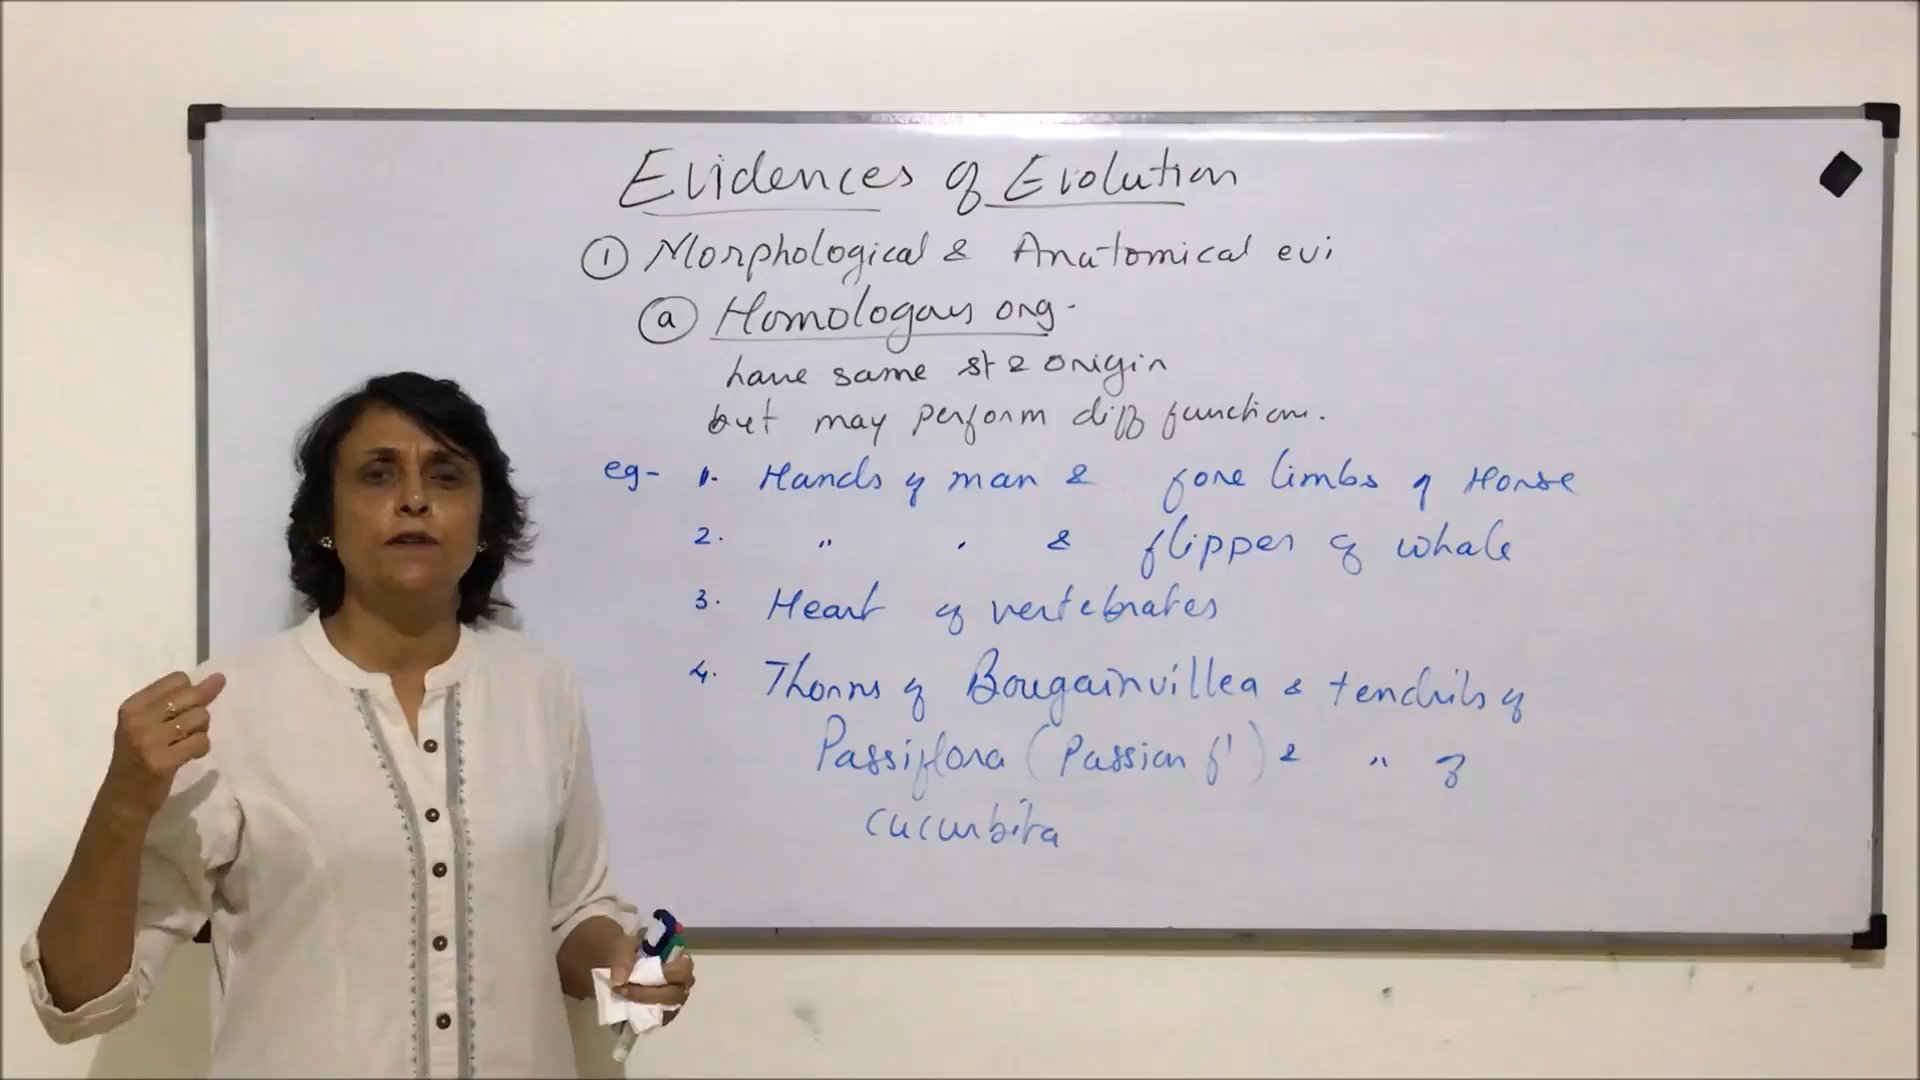 Evidences of Evolution
① Morphological & Anatomical evi
ⓐ Homologous org.
have same st & origin
but may perform diff function.
eg- 1. Hands of man & fore limbs of Horse
2. " " & flipper of whale
3. Heart of vertebrates
4. Thorns of Bougainvillea & tendrils of
Passiflora (Passion f') & " of
cucurbita